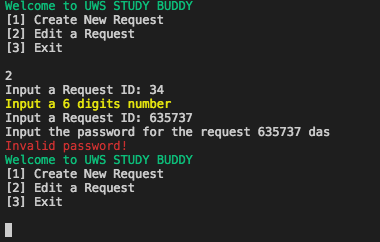 Welcome to UWS STUDY BUDDY
[1] Create New Request
[2] Edit a Request
[3] Exit
2
Input a Request ID: 34
Input a 6 digits number
Input a Request ID: 635737
Input the password for the request 635737 das
Invalid password!
Welcome to UWS STUDY BUDDY
[1] Create New Request
[2] Edit a Request
[3] Exit